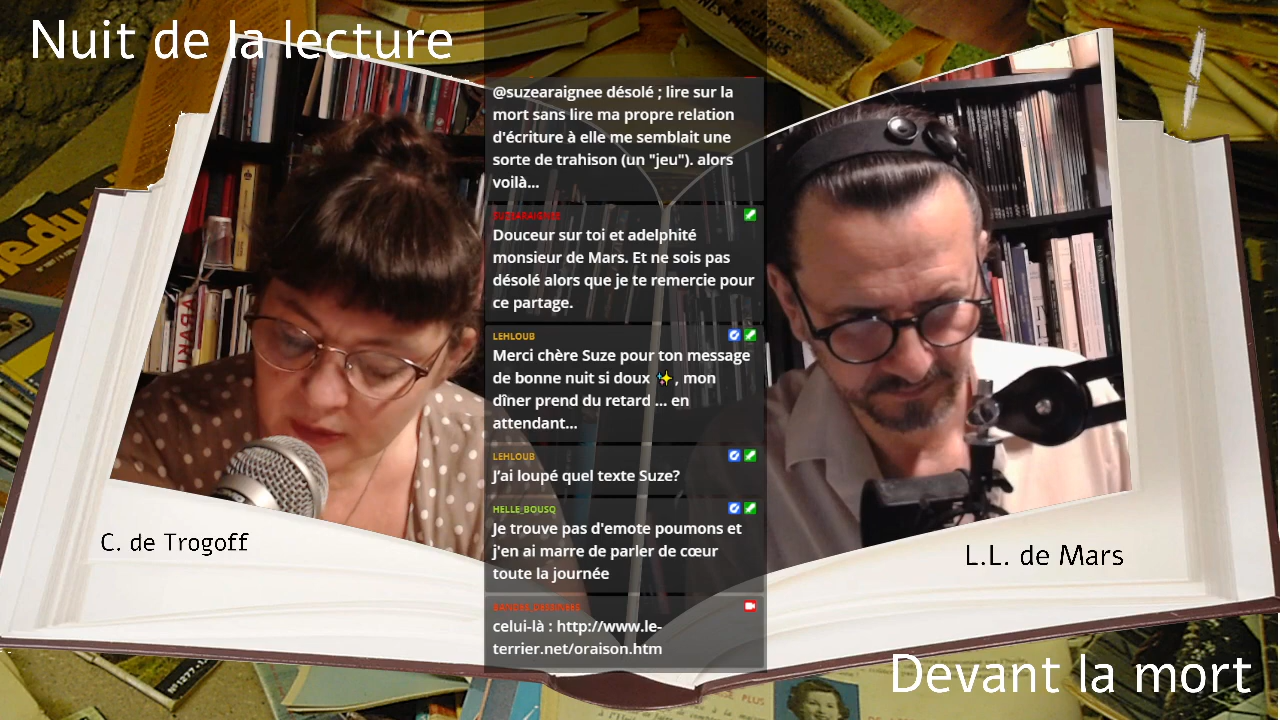 Nuit de la lecture
@suzearaignee désolé ; lire sur la
mort sans lire ma propre relation
d'écriture à elle me semblait une
sorte de trahison (un "jeu"). alors
voilà...
SUZEARAIGNEE
Douceur sur toi et adelphité
monsieur de Mars. Et ne sois pas
désolé alors que je te remercie pour
ce partage.
LEHLOUB
Merci chère Suze pour ton message
de bonne nuit si doux ✨, mon
dîner prend du retard ... en
attendant...
LEHLOUB
J'ai loupé quel texte Suze?
HELLE_BOUSQ
Je trouve pas d'emote poumons et
j'en ai marre de parler de cœur
toute la journée
BANDES_DESSINEES
celui-là : http://www.le-
terrier.net/oraison.htm
C. de Trogoff
L.L. de Mars
Devant la mort